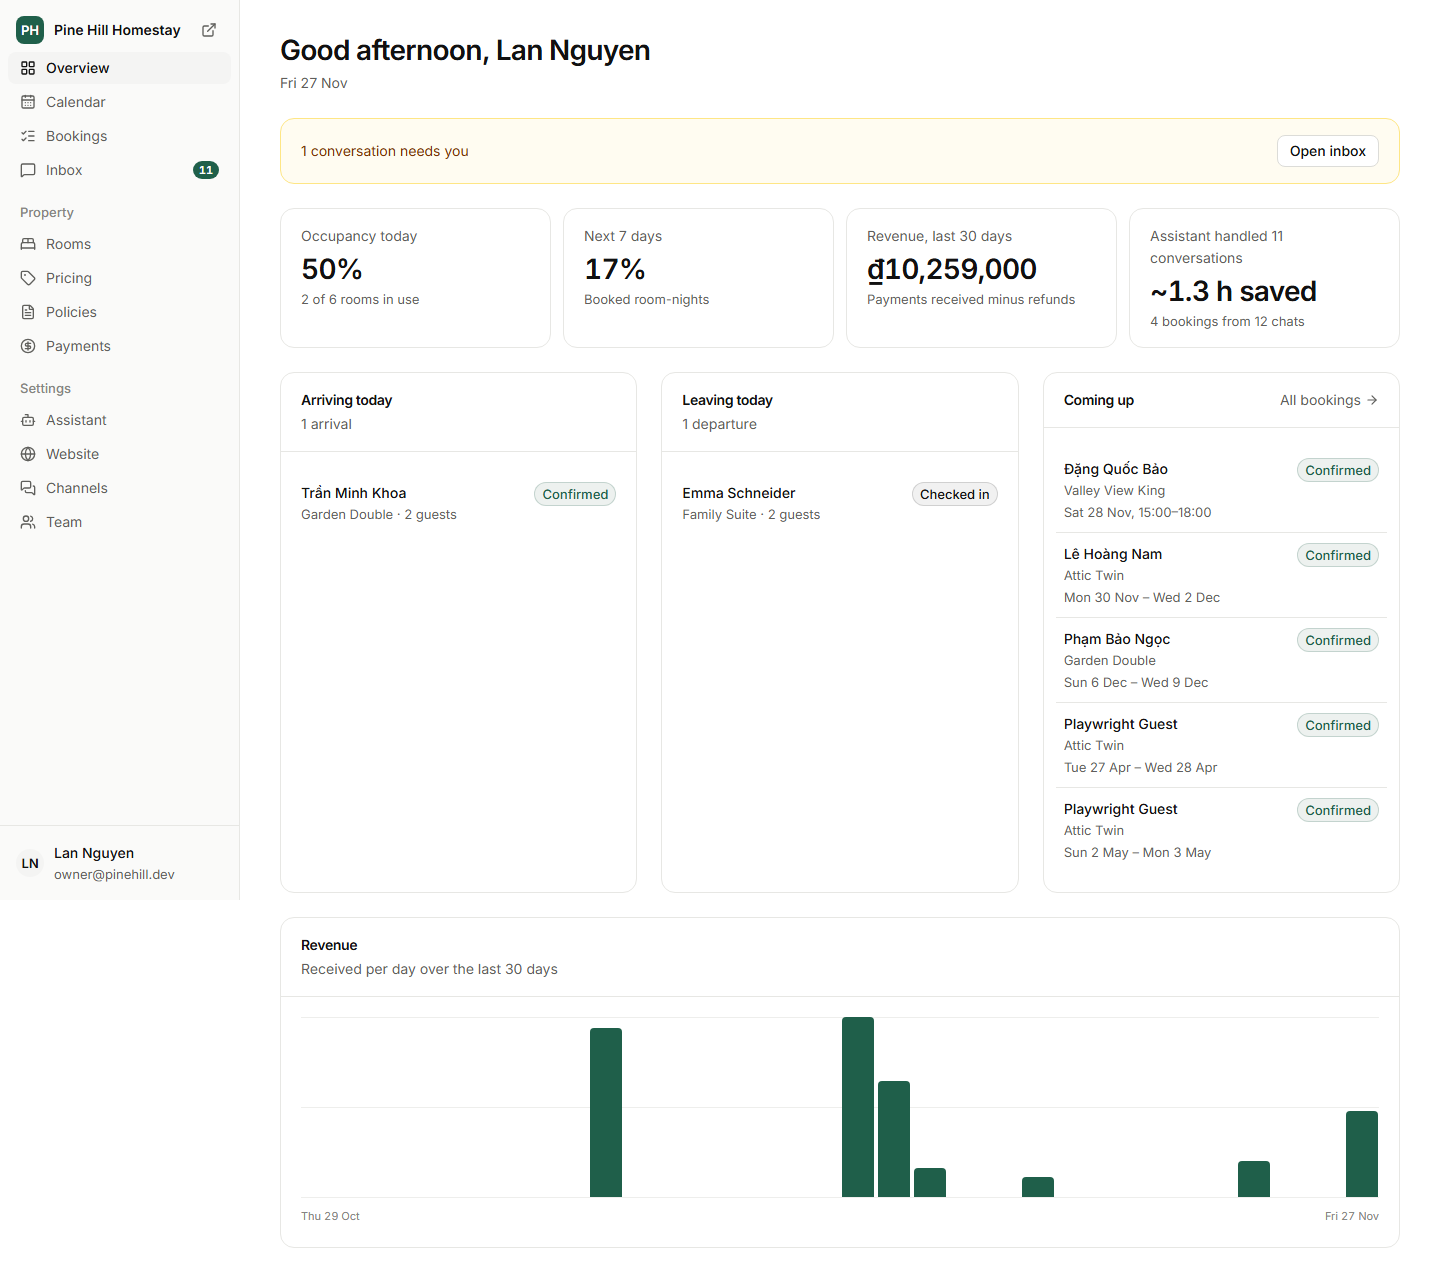 PH Pine Hill Homestay
Overview
Calendar
Bookings
Inbox 11
Property
Rooms
Pricing
Policies
Payments
Settings
Assistant
Website
Channels
Team
LN Lan Nguyen
owner@pinehill.dev
Good afternoon, Lan Nguyen
Fri 27 Nov
1 conversation needs you Open inbox
Occupancy today
50%
2 of 6 rooms in use
Next 7 days
17%
Booked room-nights
Revenue, last 30 days
₫10,259,000
Payments received minus refunds
Assistant handled 11
conversations
~1.3 h saved
4 bookings from 12 chats
Arriving today
1 arrival
Trần Minh Khoa Confirmed
Garden Double · 2 guests
Leaving today
1 departure
Emma Schneider Checked in
Family Suite · 2 guests
Coming up All bookings →
Đặng Quốc Bảo Confirmed
Valley View King
Sat 28 Nov, 15:00–18:00
Lê Hoàng Nam Confirmed
Attic Twin
Mon 30 Nov – Wed 2 Dec
Phạm Bảo Ngọc Confirmed
Garden Double
Sun 6 Dec – Wed 9 Dec
Playwright Guest Confirmed
Attic Twin
Tue 27 Apr – Wed 28 Apr
Playwright Guest Confirmed
Attic Twin
Sun 2 May – Mon 3 May
Revenue
Received per day over the last 30 days
Thu 29 Oct Fri 27 Nov